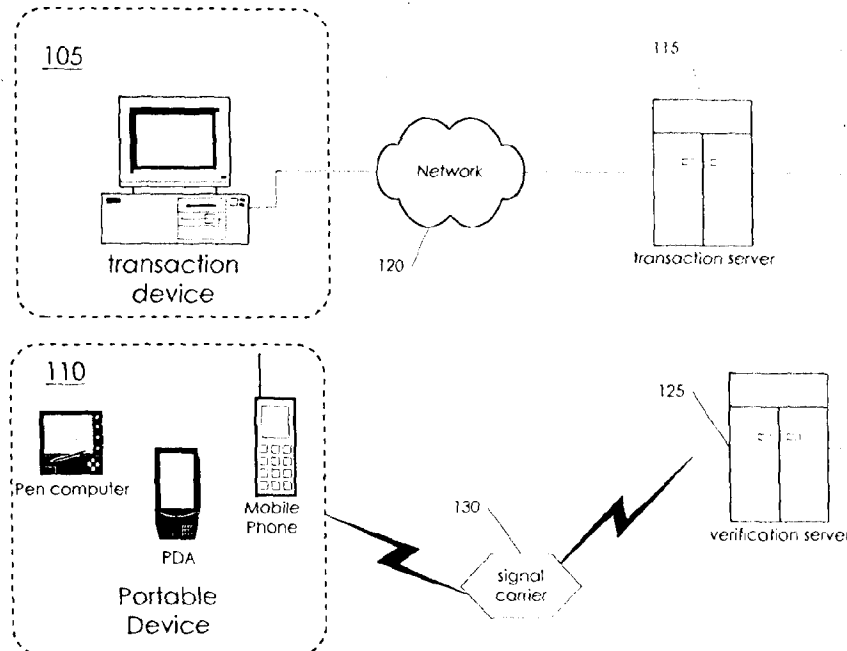 105
115
Network
120
transaction
device
transaction server
110
125
Pen computer
PDA
Mobile
Phone
130
signal
carrier
verification server
Portable
Device